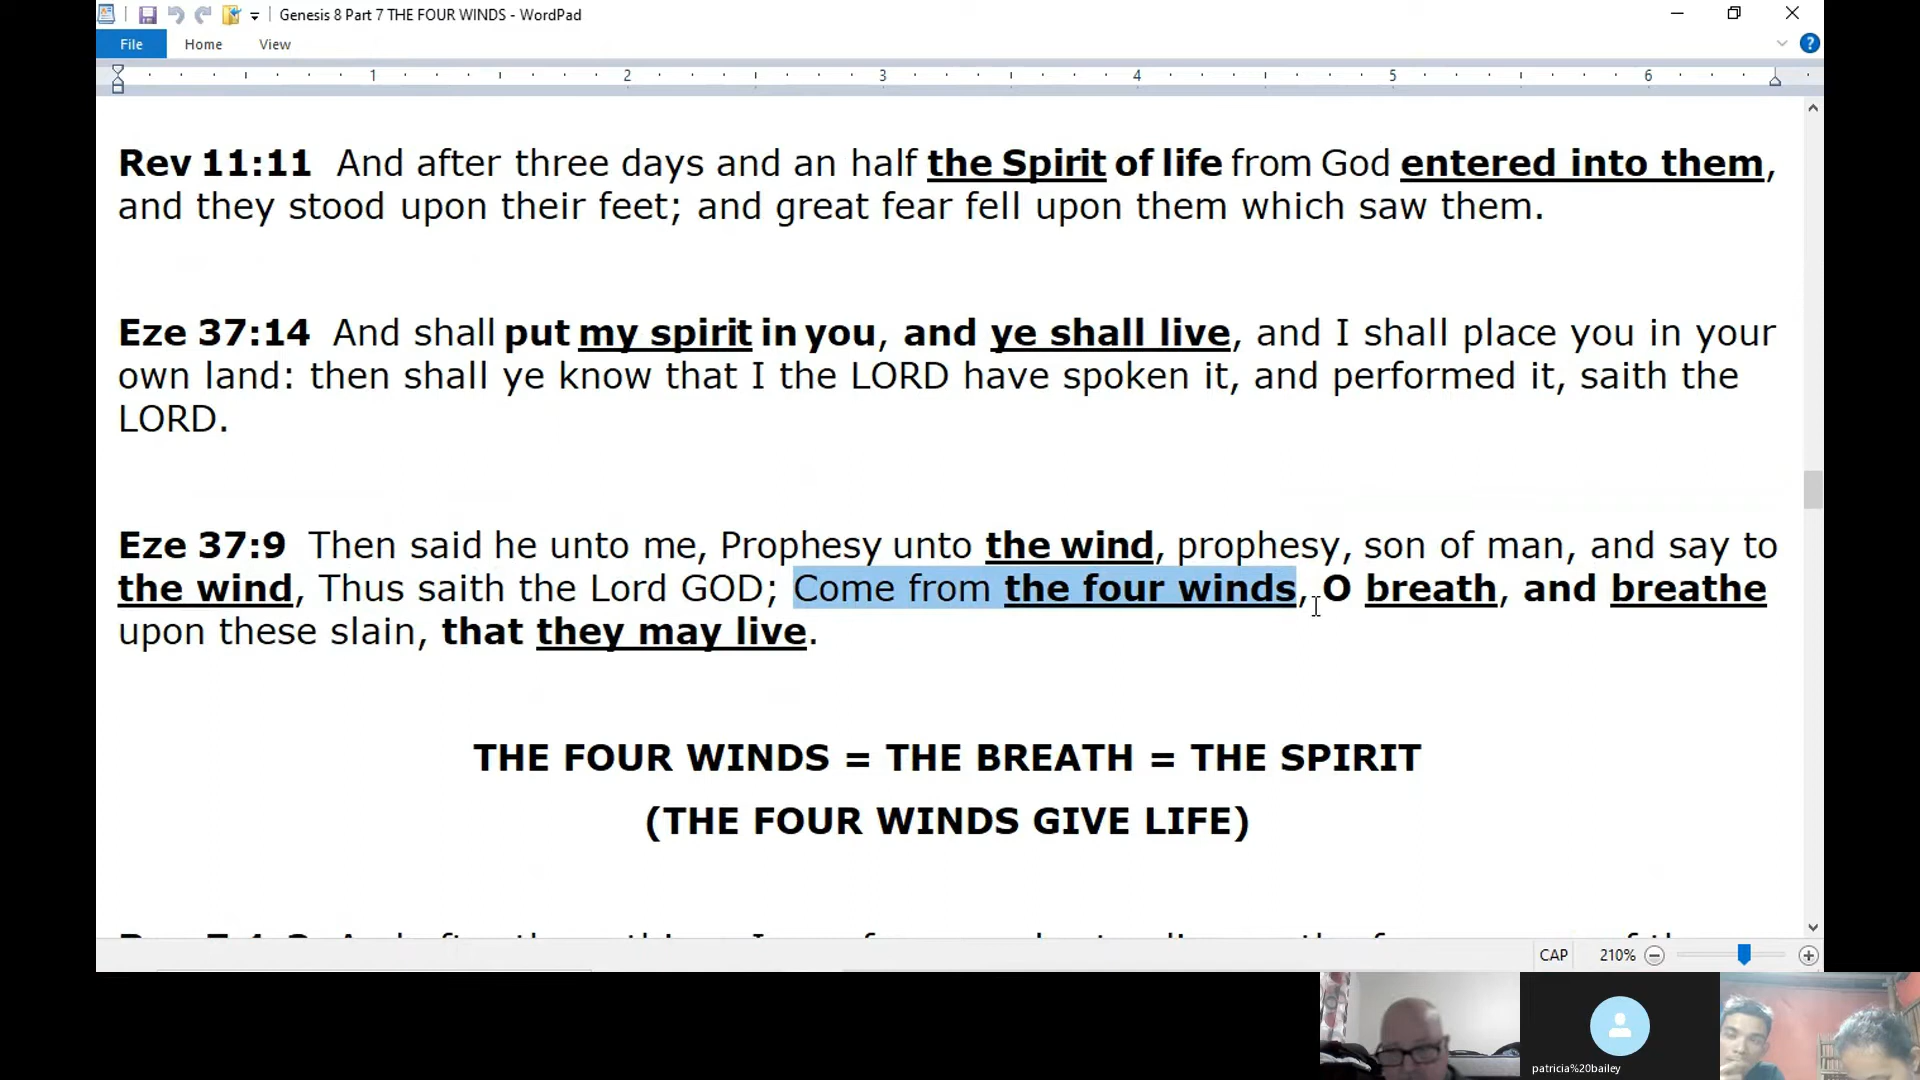 Genesis 8 Part 7 THE FOUR WINDS - WordPad
File Home View
1 2 3 4 5 6
Rev 11:11 And after three days and an half the Spirit of life from God entered into them,
and they stood upon their feet; and great fear fell upon them which saw them.
Eze 37:14 And shall put my spirit in you, and ye shall live, and I shall place you in your
own land: then shall ye know that I the LORD have spoken it, and performed it, saith the
LORD.
Eze 37:9 Then said he unto me, Prophesy unto the wind, prophesy, son of man, and say to
the wind, Thus saith the Lord GOD; Come from the four winds, O breath, and breathe
upon these slain, that they may live.
THE FOUR WINDS = THE BREATH = THE SPIRIT
(THE FOUR WINDS GIVE LIFE)
CAP 210%
patricia%20bailey